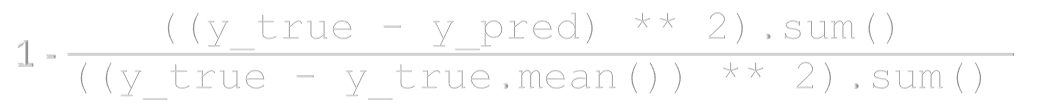 ((y_true - y_pred) ** 2).sum()
1-
((y_true - y_true.mean()) ** 2).sum()